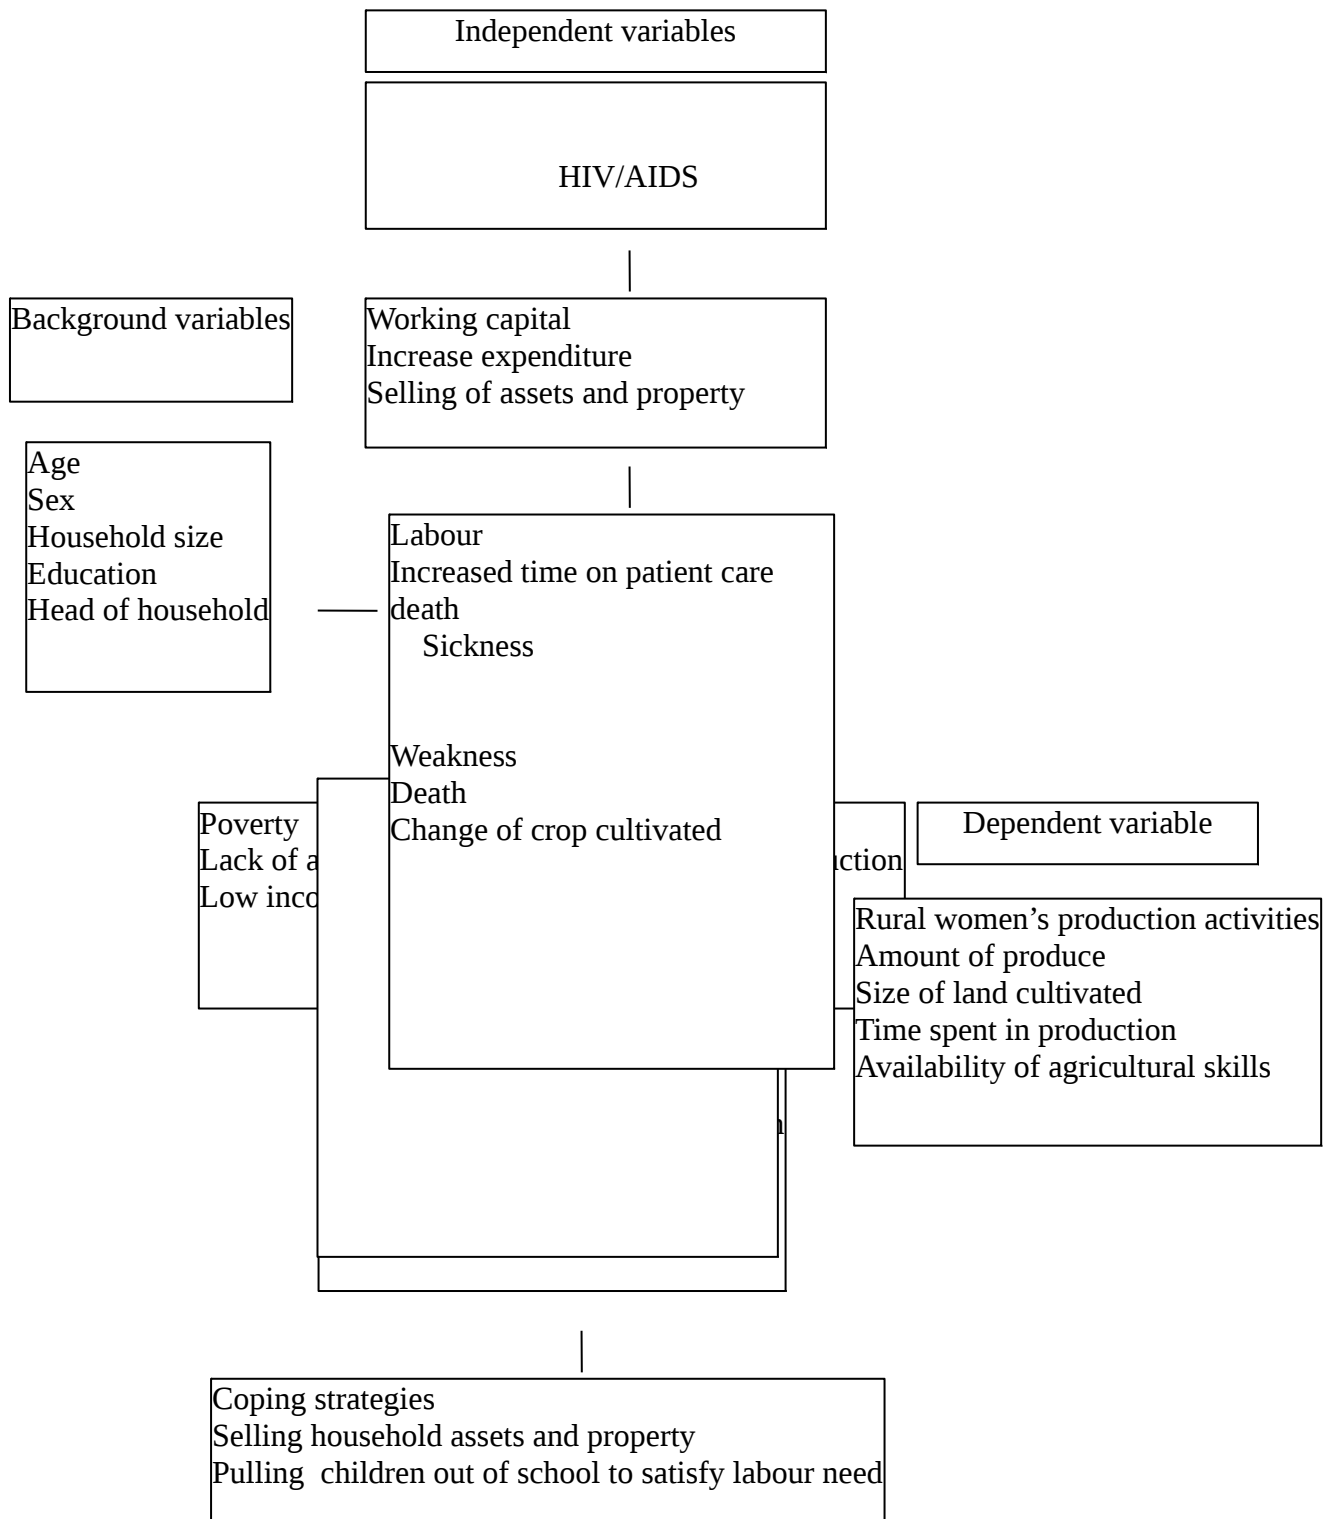 Independent variables
HIV/AIDS
Background variables
Working capital
Increase expenditure
Selling of assets and property
Age
Sex
Household size
Education
Head of household
Labour
Increased time on patient care
death
Sickness
Weakness
Death
Change of crop cultivated
Poverty
Lack of
Low
Dependent variable
Rural women’s production activities
Amount of produce
Size of land cultivated
Time spent in production
Availability of agricultural skills
Coping strategies
Selling household assets and property
Pulling  children out of school to satisfy labour need